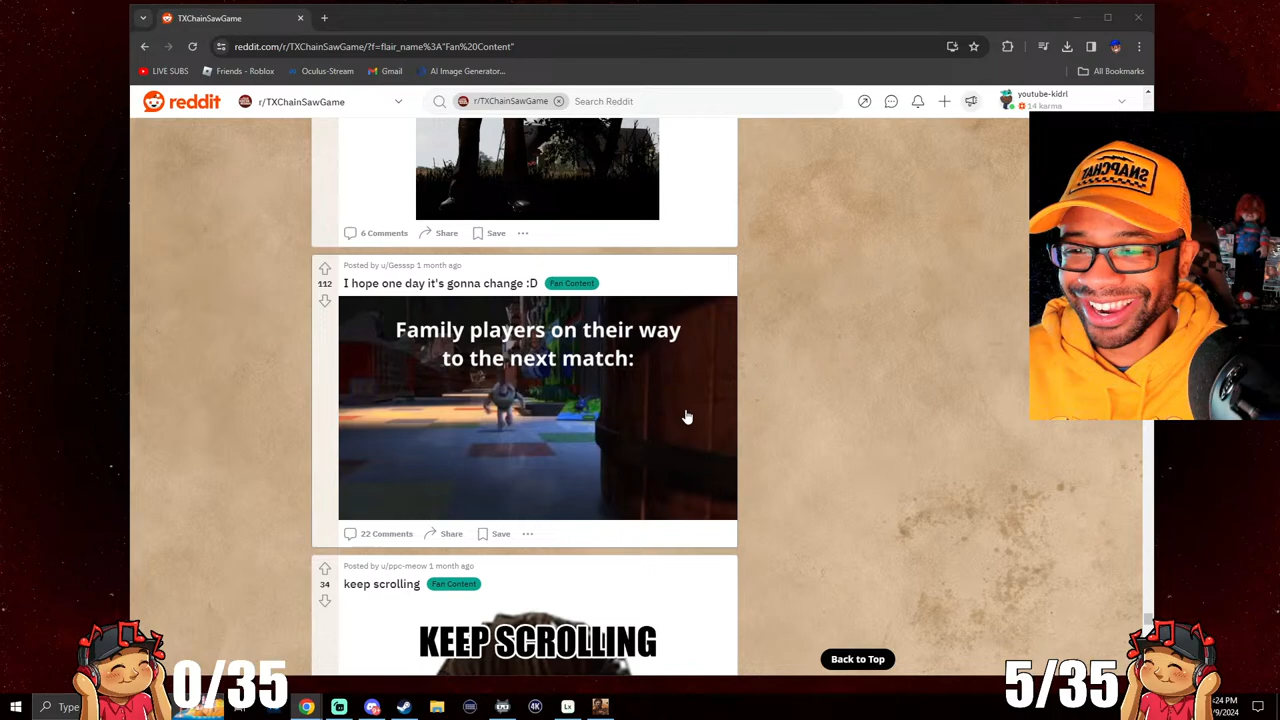 TXChainSawGame
reddit.com/r/TXChainSawGame/?f=flair_name%3A"Fan%20Content"
LIVE SUBS
Friends - Roblox
Oculus-Stream
Gmail
AI Image Generator...
All Bookmarks
reddit
r/TXChainSawGame
r/TXChainSawGame
Search Reddit
youtube-kidrl
14 karma
SNAPCHAT
6 Comments
Share
Save
Posted by u/Gesssp 1 month ago
112
I hope one day it's gonna change :D
Fan Content
Family players on their way
to the next match:
22 Comments
Share
Save
Posted by u/ppc-meow 1 month ago
34
keep scrolling
Fan Content
KEEP SCROLLING
Back to Top
0/35
5/35
Type
:24 PM
/9/2024